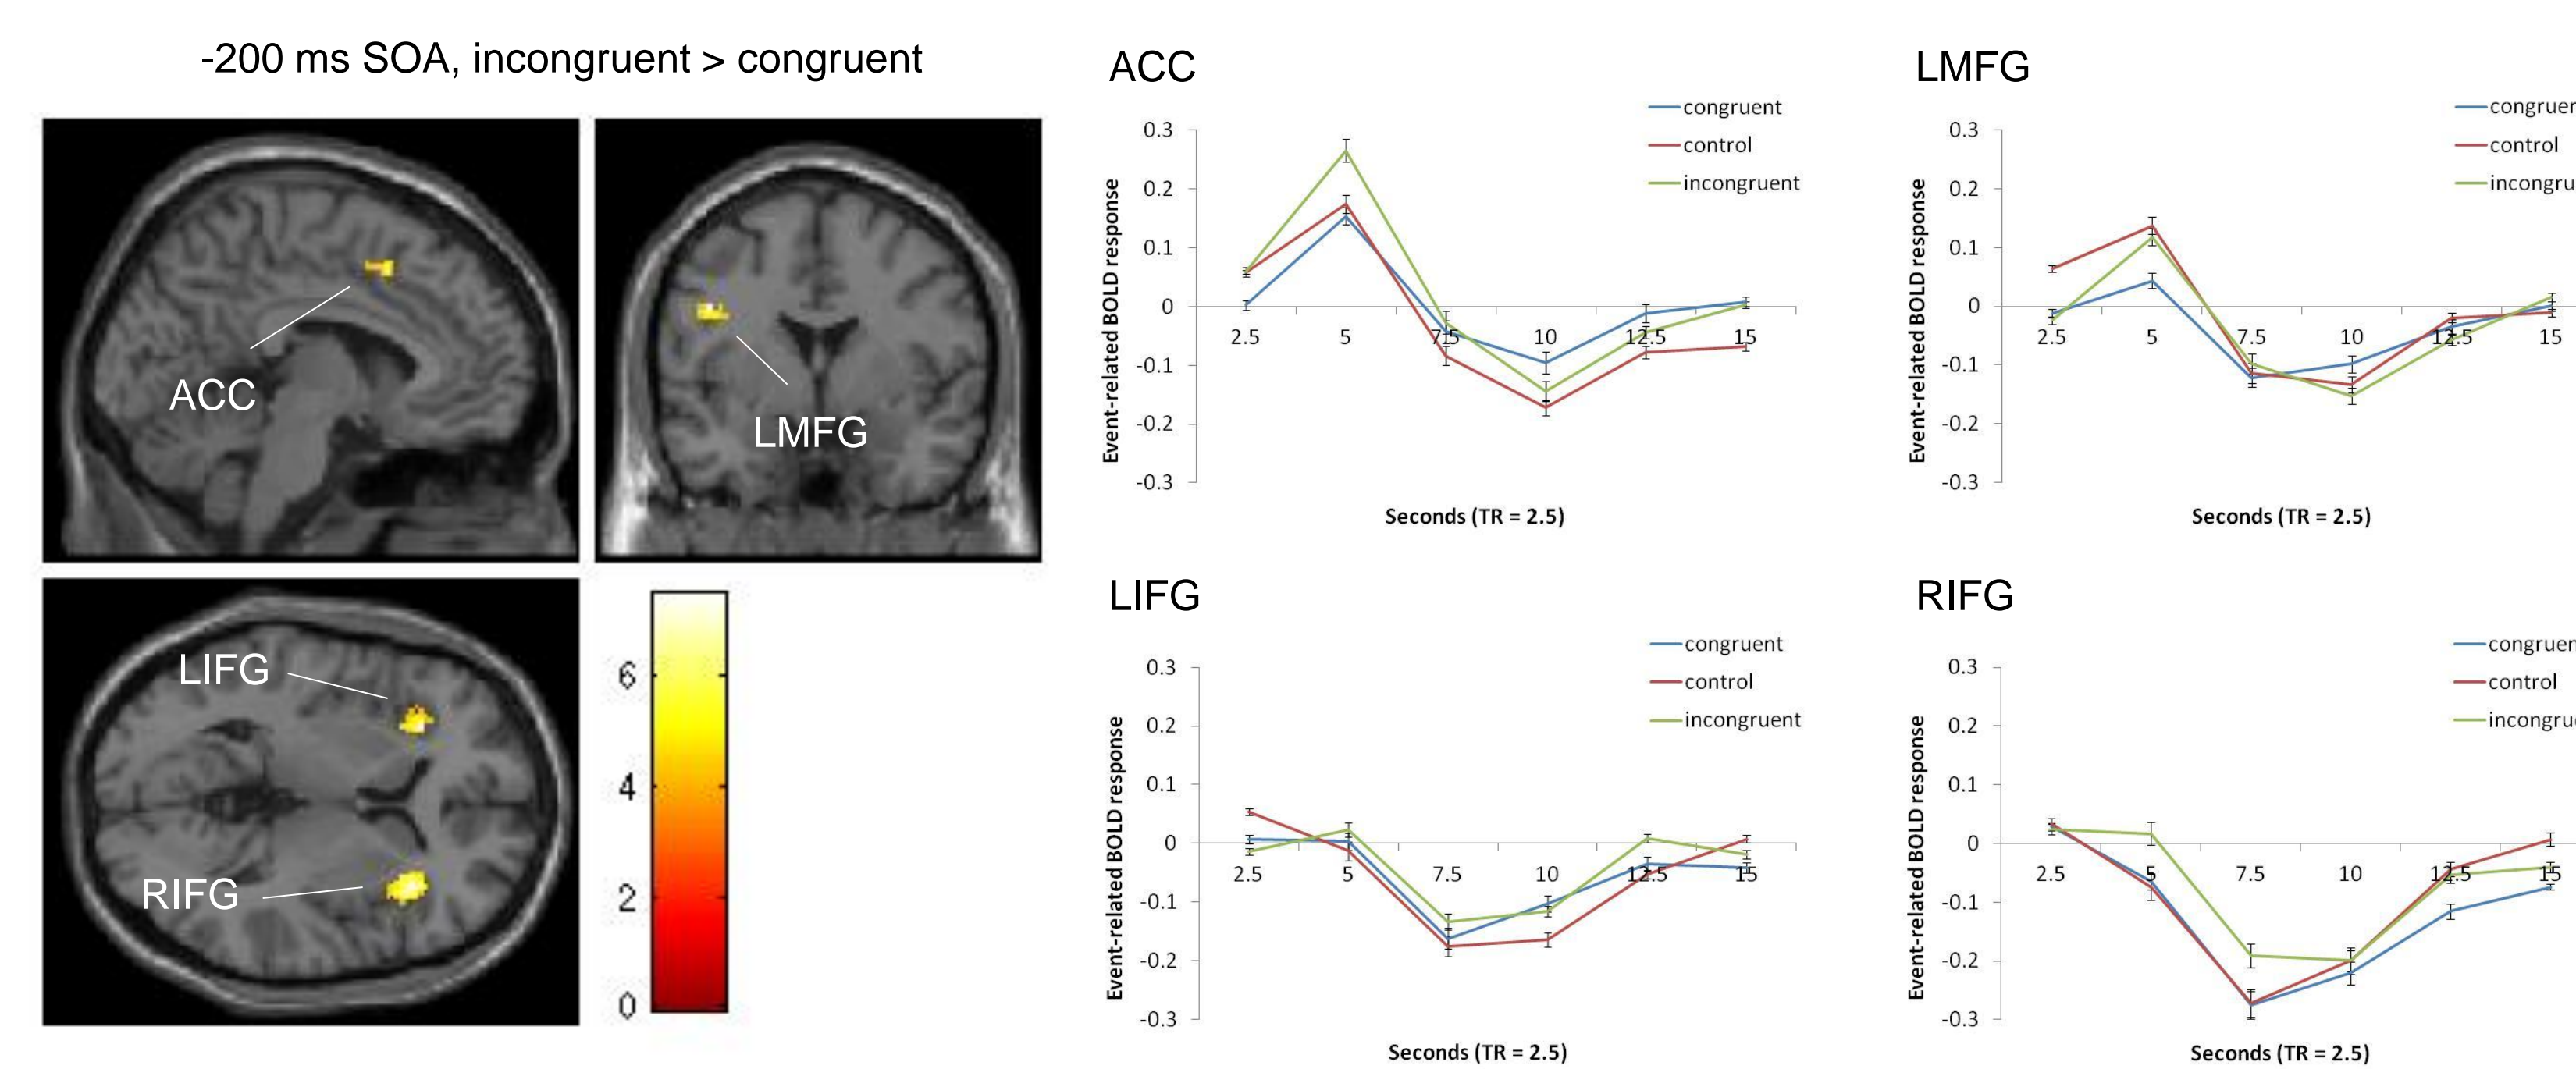 -200 ms SOA, incongruent > congruent
ACC
LMFG
LIFG
RIFG
6
4
2
0
ACC
congruent
control
incongruent
0.3
0.2
0.1
0
-0.1
-0.2
-0.3
2.5 5 7.5 10 12.5 15
Event-related BOLD response
Seconds (TR = 2.5)
LMFG
congruen
control
incongru
0.3
0.2
0.1
0
-0.1
-0.2
-0.3
2.5 5 7.5 10 12.5 15
Event-related BOLD response
Seconds (TR = 2.5)
LIFG
congruent
control
incongruent
0.3
0.2
0.1
0
-0.1
-0.2
-0.3
2.5 5 7.5 10 12.5 15
Event-related BOLD response
Seconds (TR = 2.5)
RIFG
congruen
control
incongru
0.3
0.2
0.1
0
-0.1
-0.2
-0.3
2.5 5 7.5 10 12.5 15
Event-related BOLD response
Seconds (TR = 2.5)